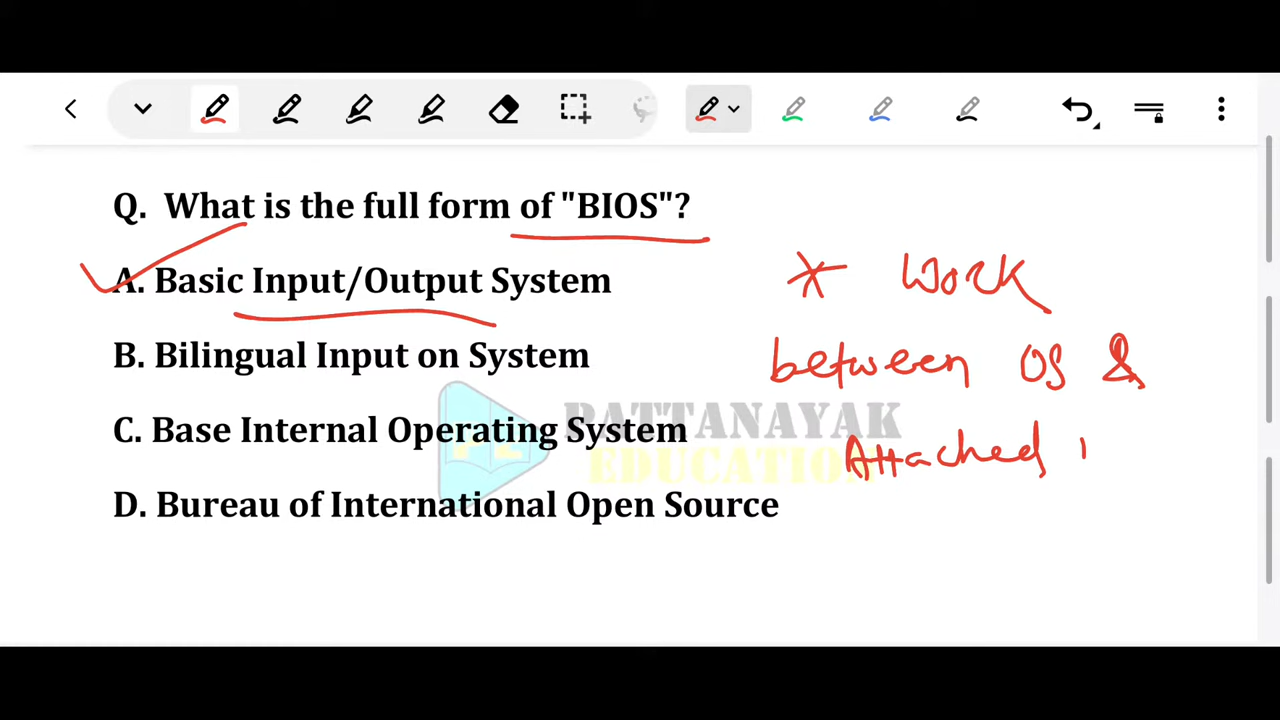 Q. What is the full form of "BIOS"?
A. Basic Input/Output System
B. Bilingual Input on System
C. Base Internal Operating System
D. Bureau of International Open Source
* Work
between OS &
Attached
PATTANAYAK
EDUCATION